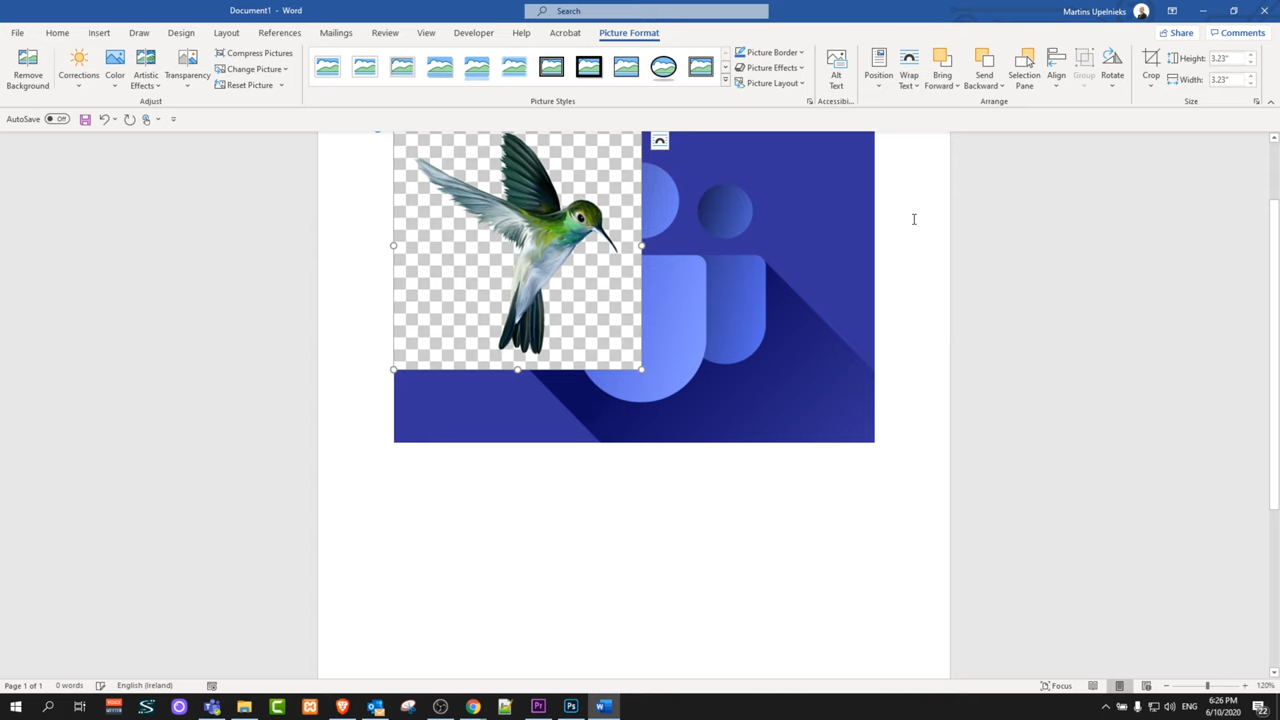 Document1 - Word
Search
Martins Upelnieks
File Home Insert Draw Design Layout References Mailings Review View Developer Help Acrobat Picture Format
Share Comments
Remove Background
Corrections
Color
Artistic Effects
Transparency
Compress Pictures
Change Picture
Reset Picture
Picture Border
Picture Effects
Picture Layout
Alt Text
Position
Wrap Text
Bring Forward
Send Backward
Selection Pane
Align
Group
Rotate
Crop
Height: 3.23"
Width: 3.23"
Adjust
Picture Styles
Accessibi...
Arrange
Size
AutoSave Off
Page 1 of 1 0 words English (Ireland)
Focus
120%
Ps
ENG
6:26 PM
6/10/2020
22